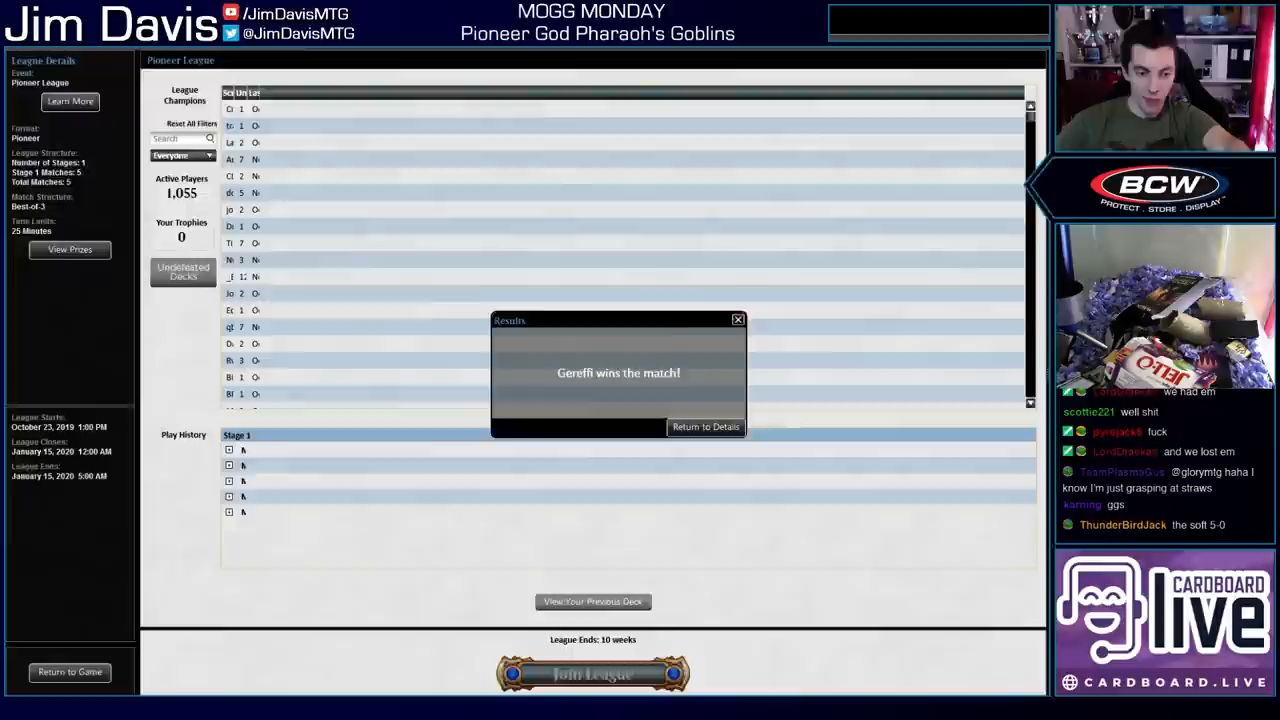 Jim Davis
/JimDavisMTG
@JimDavisMTG
MOGG MONDAY
Pioneer God Pharaoh's Goblins
League Details
Event:
Pioneer League
Learn More
Format:
Pioneer
League Structure:
Number of Stages: 1
Stage 1 Matches: 5
Total Matches: 5
Match Structure:
Best-of-3
Time Limits:
25 Minutes
View Prizes
League Starts:
October 23, 2019 1:00 PM
League Closes:
January 15, 2020 12:00 AM
League Ends:
January 15, 2020 5:00 AM
Return to Game
Pioneer League
League
Champions
Reset All Filters
Search
Everyone
Active Players
1,055
Your Trophies
0
Undefeated
Decks
Play History
Stage 1
Results
Gereffi wins the match!
Return to Details
View Your Previous Deck
League Ends: 10 weeks
Join League
BCW
PROTECT . STORE . DISPLAY
JELL-O
we had em
scottie221 well shit
fuck
LordDraekan and we lost em
TeamPlasmaGus @glorymtg haha I
know I'm just grasping at straws
karning ggs
ThunderBirdJack the soft 5-0
CARDBOARD
live
CARDBOARD.LIVE